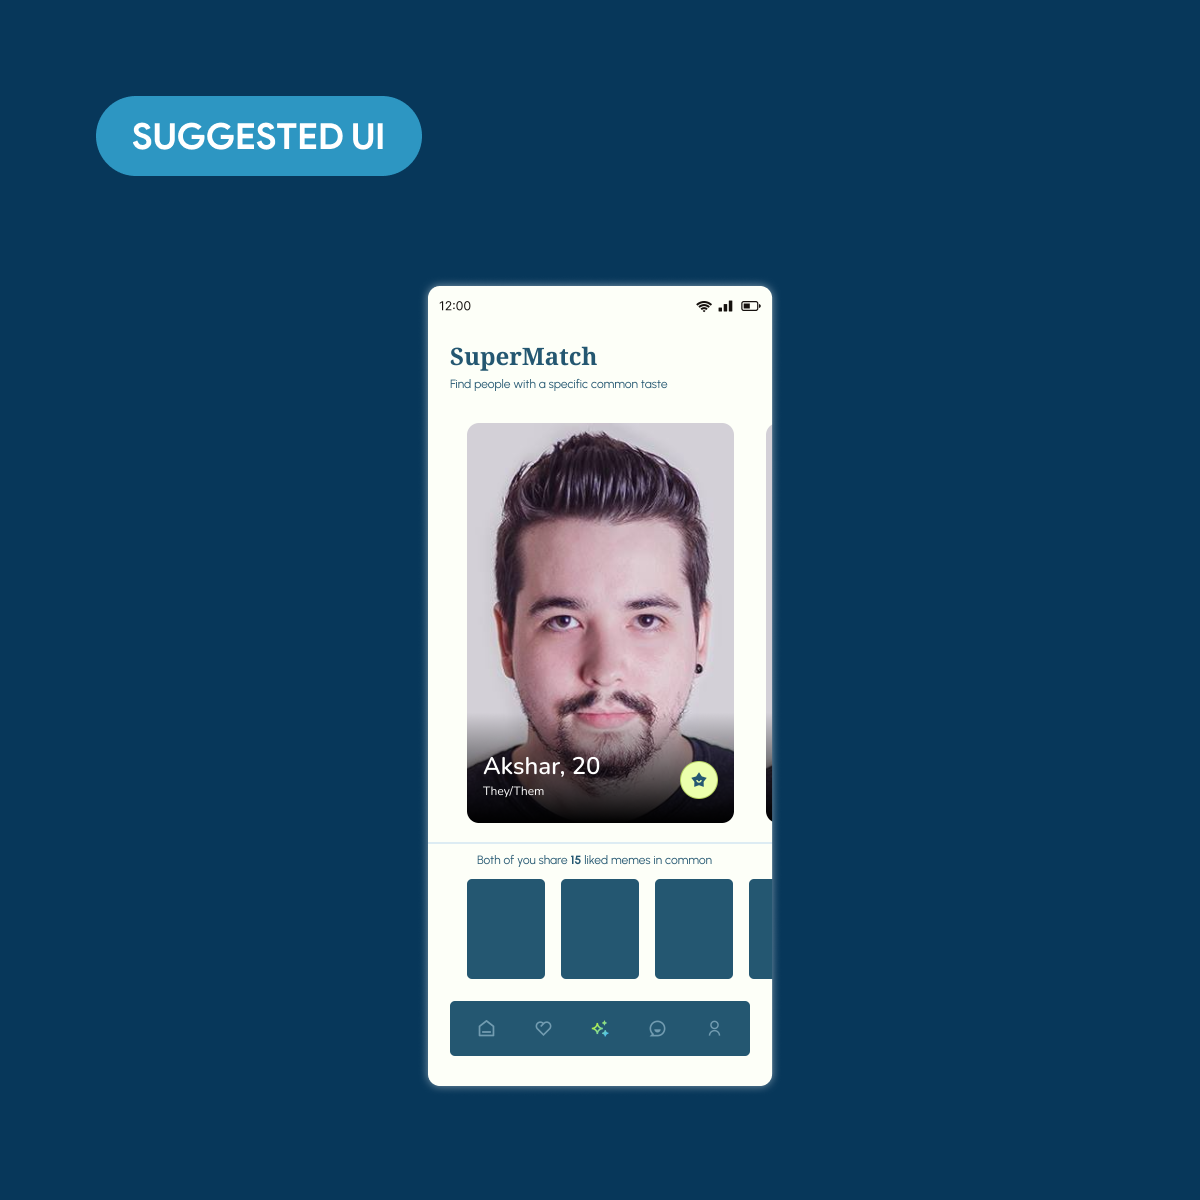 SUGGESTED UI
12:00
SuperMatch
Find people with a specific common taste
Akshar, 20
They/Them
Both of you share 15 liked memes in common